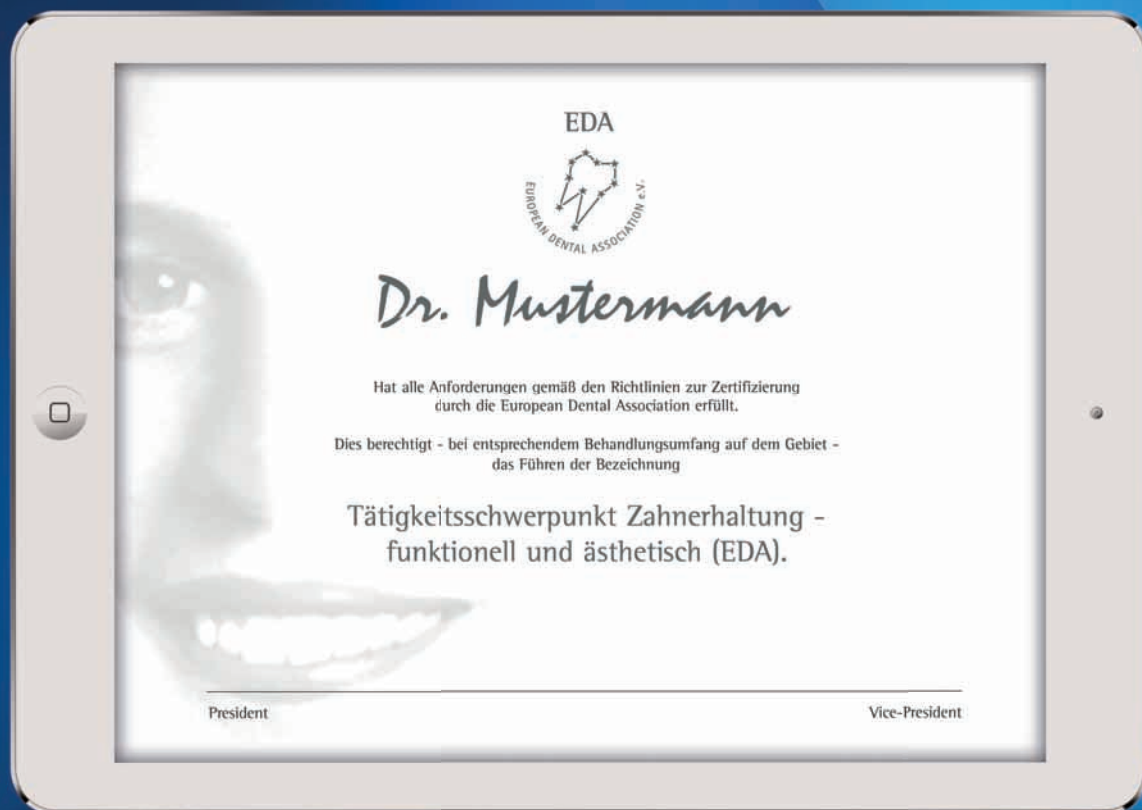 EDA
EUROPEAN DENTAL ASSOCIATION e.V.
Dr. Mustermann
Hat alle Anforderungen gemäß den Richtlinien zur Zertifizierung
durch die European Dental Association erfüllt.
Dies berechtigt - bei entsprechendem Behandlungsumfang auf dem Gebiet -
das Führen der Bezeichnung
Tätigkeitsschwerpunkt Zahnerhaltung -
funktionell und ästhetisch (EDA).
President
Vice-President